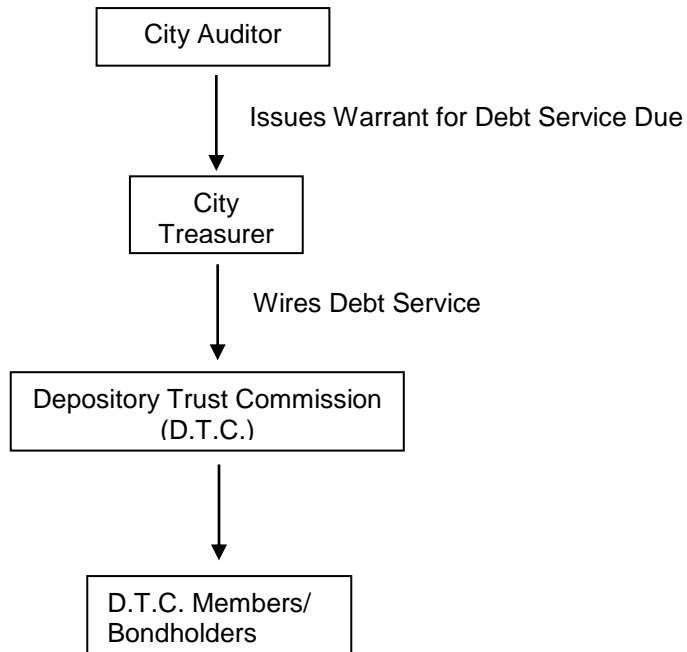 City Auditor
Issues Warrant for Debt Service Due
City
Treasurer
Wires Debt Service
Depository Trust Commission
(D.T.C.)
D.T.C. Members/
Bondholders